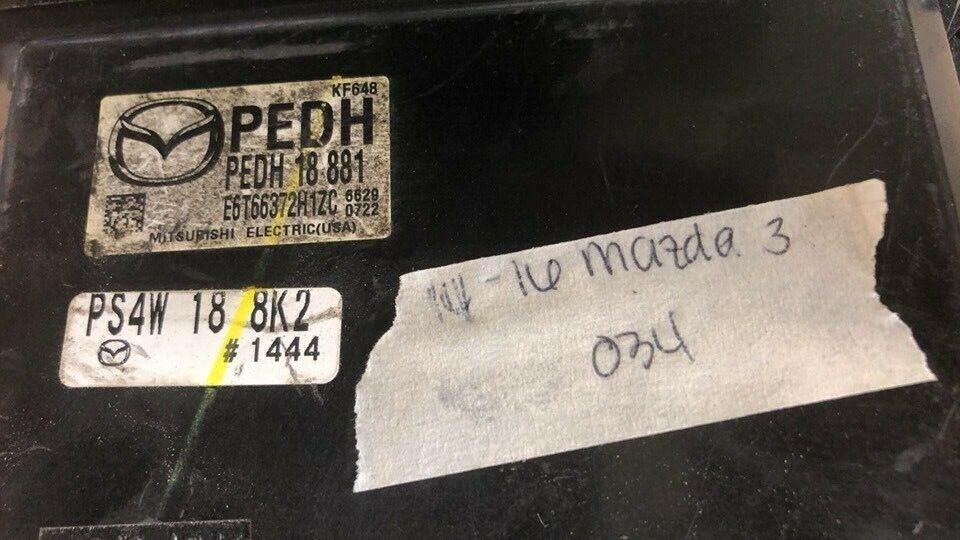 KF648
PEDH
PEDH 18 881
E6T66372H1ZC 6629 0722
MITSUBISHI ELECTRIC(USA)
PS4W 18 8K2
#1444
-16 mazda 3
034